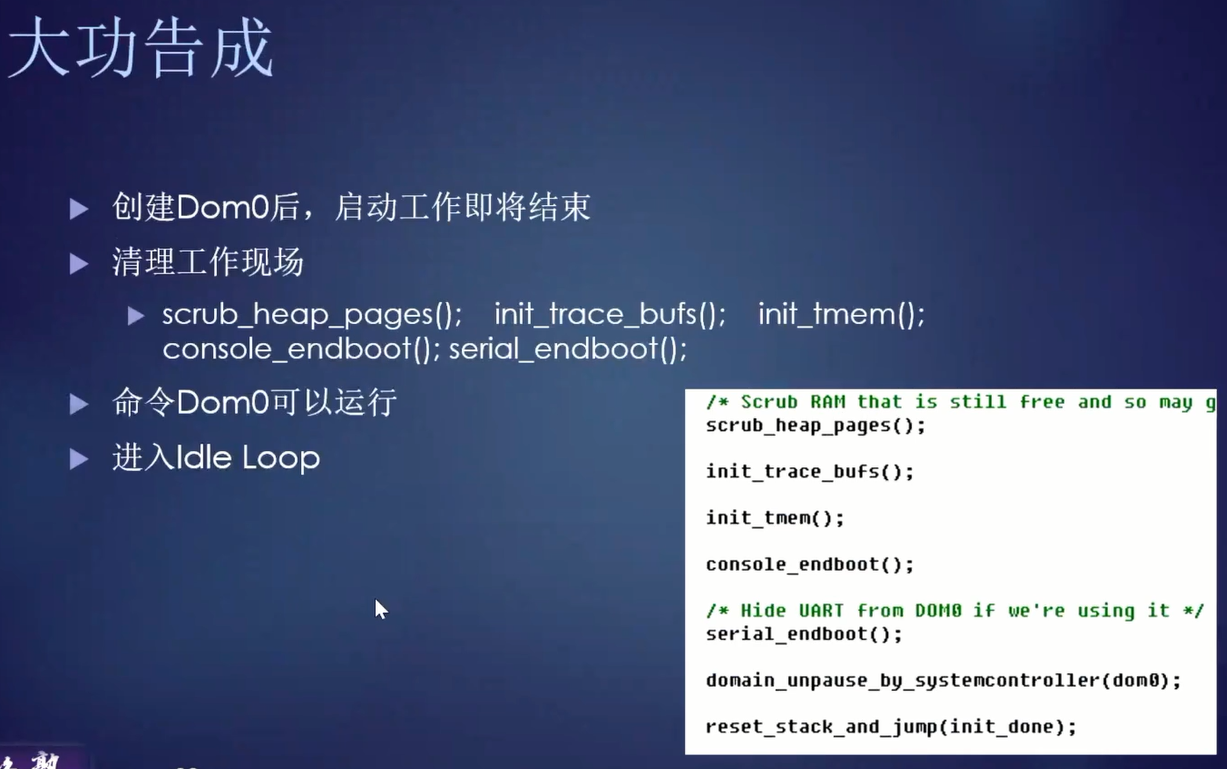 大功告成
创建Dom0后，启动工作即将结束
清理工作现场
scrub_heap_pages(); init_trace_bufs(); init_tmem();
console_endboot(); serial_endboot();
命令Dom0可以运行
进入Idle Loop
/* Scrub RAM that is still free and so may g
scrub_heap_pages();
init_trace_bufs();
init_tmem();
console_endboot();
/* Hide UART from DOM0 if we're using it */
serial_endboot();
domain_unpause_by_systemcontroller(dom0);
reset_stack_and_jump(init_done);